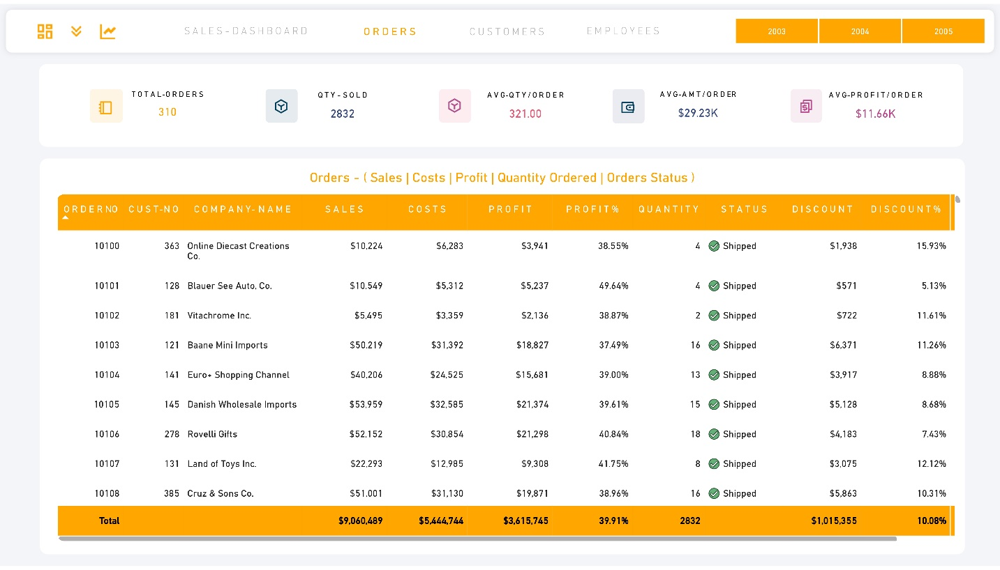 SALES-DASHBOARD ORDERS CUSTOMERS EMPLOYEES 2003 2004 2005
TOTAL-ORDERS QTY-SOLD AVG-QTY/ORDER AVG-AMT/ORDER AVG-PROFIT/ORDER
310 2832 321.00 $29.23K $11.66K
Orders - ( Sales | Costs | Profit | Quantity Ordered | Orders Status )
ORDERNO CUST-NO COMPANY-NAME SALES COSTS PROFIT PROFIT% QUANTITY STATUS DISCOUNT DISCOUNT%
10100 363 Online Diecast Creations $10,224 $6,283 $3,941 38.55% 4 Shipped $1,938 15.93%
Co.
10101 128 Blauer See Auto, Co. $10,549 $5,312 $5,237 49.64% 4 Shipped $571 5.13%
10102 181 Vitachrome Inc. $5,495 $3,359 $2,136 38.87% 2 Shipped $722 11.61%
10103 121 Baane Mini Imports $50,219 $31,392 $18,827 37.49% 16 Shipped $6,371 11.26%
10104 141 Euro+ Shopping Channel $40,206 $24,525 $15,681 39.00% 13 Shipped $3,917 8.88%
10105 145 Danish Wholesale Imports $53,959 $32,585 $21,374 39.61% 15 Shipped $5,128 8.68%
10106 278 Rovelli Gifts $52,152 $30,854 $21,298 40.84% 18 Shipped $4,183 7.43%
10107 131 Land of Toys Inc. $22,293 $12,985 $9,308 41.75% 8 Shipped $3,075 12.12%
10108 385 Cruz & Sons Co. $51,001 $31,130 $19,871 38.96% 16 Shipped $5,863 10.31%
Total $9,060,489 $5,444,744 $3,615,745 39.91% 2832 $1,015,355 10.08%